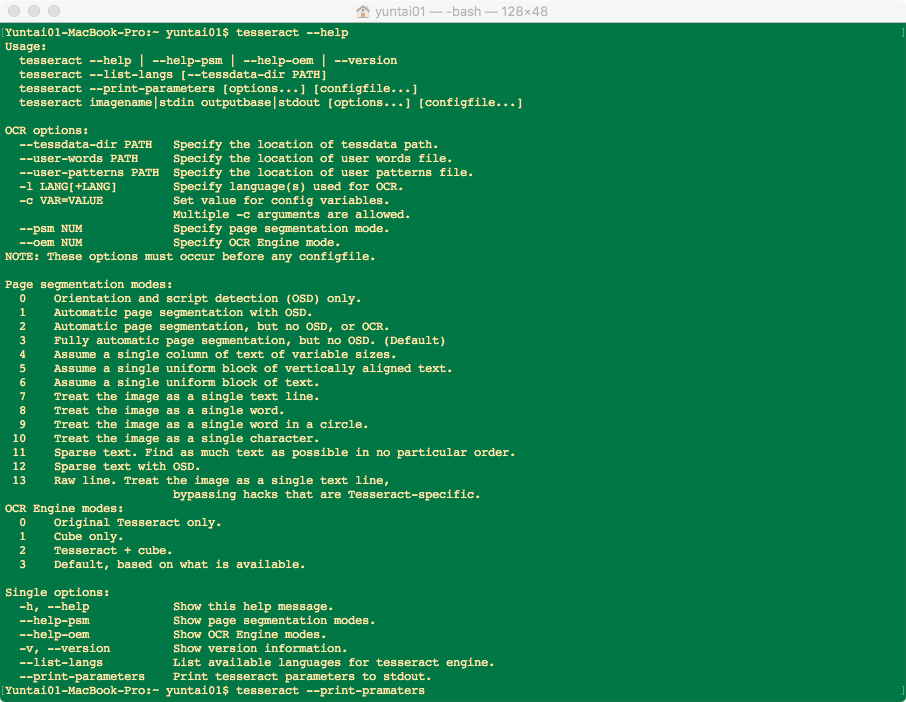 yuntai01 — -bash — 128×48
[Yuntai01-MacBook-Pro:~ yuntai01$ tesseract --help ]
Usage:
  tesseract --help | --help-psm | --help-oem | --version
  tesseract --list-langs [--tessdata-dir PATH]
  tesseract --print-parameters [options...] [configfile...]
  tesseract imagename|stdin outputbase|stdout [options...] [configfile...]

OCR options:
  --tessdata-dir PATH   Specify the location of tessdata path.
  --user-words PATH     Specify the location of user words file.
  --user-patterns PATH  Specify the location of user patterns file.
  -l LANG[+LANG]        Specify language(s) used for OCR.
  -c VAR=VALUE          Set value for config variables.
                        Multiple -c arguments are allowed.
  --psm NUM             Specify page segmentation mode.
  --oem NUM             Specify OCR Engine mode.
NOTE: These options must occur before any configfile.

Page segmentation modes:
  0    Orientation and script detection (OSD) only.
  1    Automatic page segmentation with OSD.
  2    Automatic page segmentation, but no OSD, or OCR.
  3    Fully automatic page segmentation, but no OSD. (Default)
  4    Assume a single column of text of variable sizes.
  5    Assume a single uniform block of vertically aligned text.
  6    Assume a single uniform block of text.
  7    Treat the image as a single text line.
  8    Treat the image as a single word.
  9    Treat the image as a single word in a circle.
 10    Treat the image as a single character.
 11    Sparse text. Find as much text as possible in no particular order.
 12    Sparse text with OSD.
 13    Raw line. Treat the image as a single text line,
                        bypassing hacks that are Tesseract-specific.
OCR Engine modes:
  0    Original Tesseract only.
  1    Cube only.
  2    Tesseract + cube.
  3    Default, based on what is available.

Single options:
  -h, --help            Show this help message.
  --help-psm            Show page segmentation modes.
  --help-oem            Show OCR Engine modes.
  -v, --version         Show version information.
  --list-langs          List available languages for tesseract engine.
  --print-parameters    Print tesseract parameters to stdout.
[Yuntai01-MacBook-Pro:~ yuntai01$ tesseract --print-pramaters ]